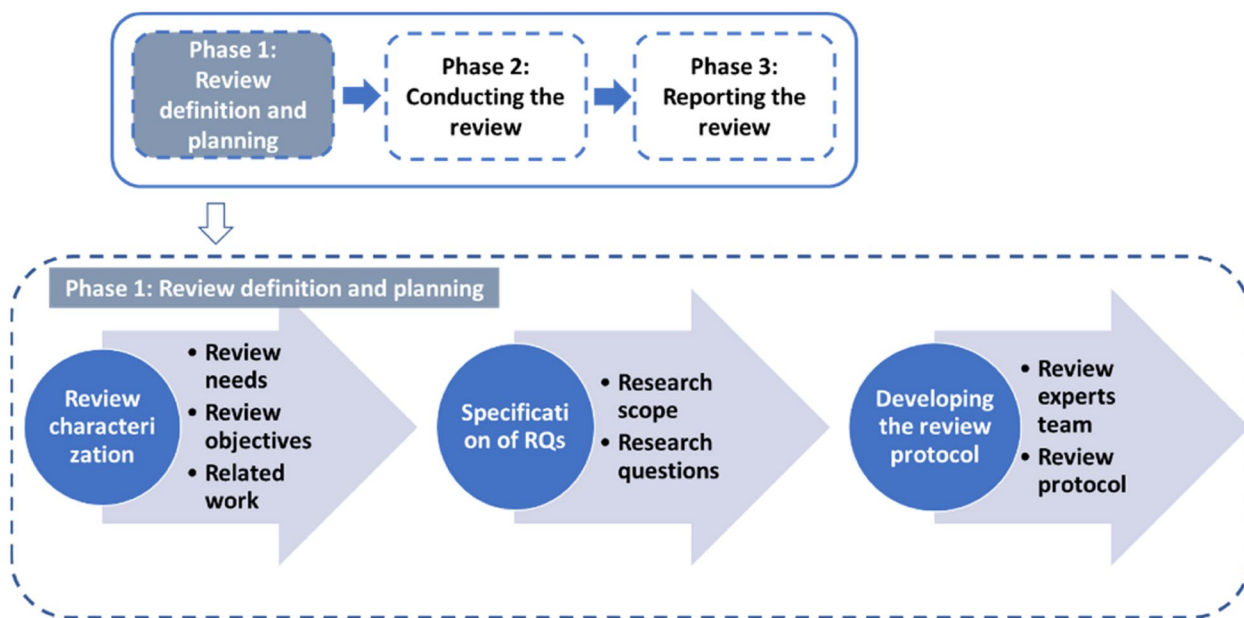 Phase 1:
Review
definition and
planning
Phase 2:
Conducting the
review
Phase 3:
Reporting the
review
Phase 1: Review definition and planning
Review
characteri
zation
• Review
needs
• Review
objectives
• Related
work
Specificati
on of RQs
• Research
scope
• Research
questions
Developing
the review
protocol
• Review
experts
team
• Review
protocol